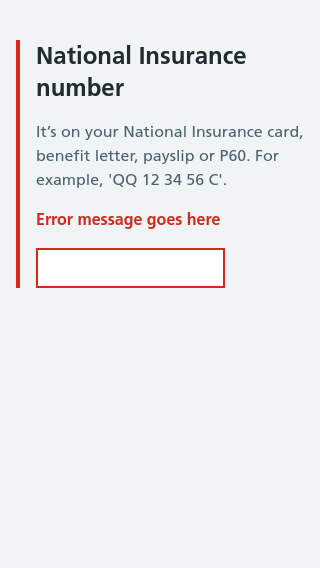 National Insurance
number
It’s on your National Insurance card,
benefit letter, payslip or P60. For
example, 'QQ 12 34 56 C'.
Error message goes here